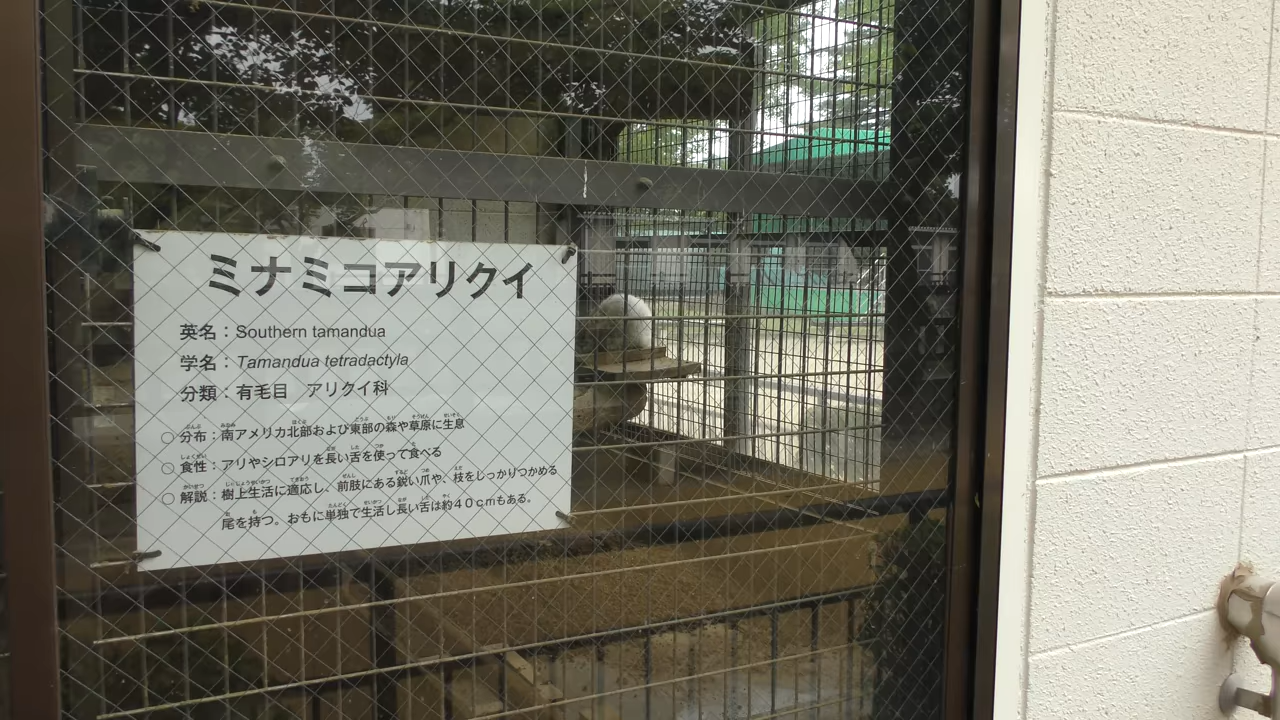 ミナミコアリクイ
英名：Southern tamandua
学名：Tamandua tetradactyla
分類：有毛目　アリクイ科
○ 分布：南アメリカ北部および東部の森や草原に生息
○ 食性：アリやシロアリを長い舌を使って食べる
○ 解説：樹上生活に適応し、前肢にある鋭い爪や、枝をじっかりつかめる
尾を持つ。おもに単独で生活し長い舌は約４０ｃｍもある。